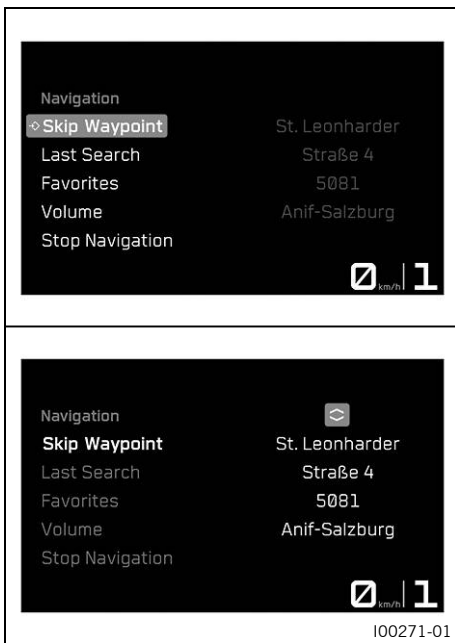 Navigation
Skip Waypoint St. Leonharder
Last Search Straße 4
Favorites 5081
Volume Anif-Salzburg
Stop Navigation
0 km/h 1
Navigation
Skip Waypoint St. Leonharder
Last Search Straße 4
Favorites 5081
Volume Anif-Salzburg
Stop Navigation
0 km/h 1
I00271-01